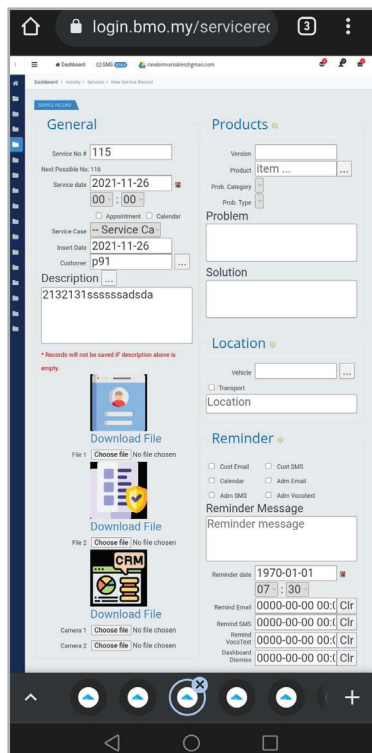 login.bmo.my/servicerec
3
Dashboard
SMS
randomvariables@gmail.com
Dashboard › Activity › Services › New Service Record
SERVICE RECORD
General
Service No # 115
Next Possible No: 116
Service date 2021-11-26
00 : 00
Appointment Calendar
Service Case -- Service Ca
Insert Date 2021-11-26
Customer p91 ...
Description ...
2132131ssssssadsda
* Records will not be saved IF description above is
empty.
Download File
File 1 Choose file No file chosen
Download File
File 2 Choose file No file chosen
CRM
Download File
Camera 1 Choose file No file chosen
Camera 2 Choose file No file chosen
Products
Version
Product item ... ...
Prob. Category
Prob. Type
Problem
Solution
Location
Vehicle ...
Transport
Location
Reminder
Cust Email Cust SMS
Calendar Adm Email
Adm SMS Adm Vocotext
Reminder Message
Reminder message
Reminder date 1970-01-01
07 : 30
Remind Email 0000-00-00 00:( Clr
Remind SMS 0000-00-00 00:( Clr
Remind
VocoText 0000-00-00 00:( Clr
Dashboard
Dismiss 0000-00-00 00:( Clr